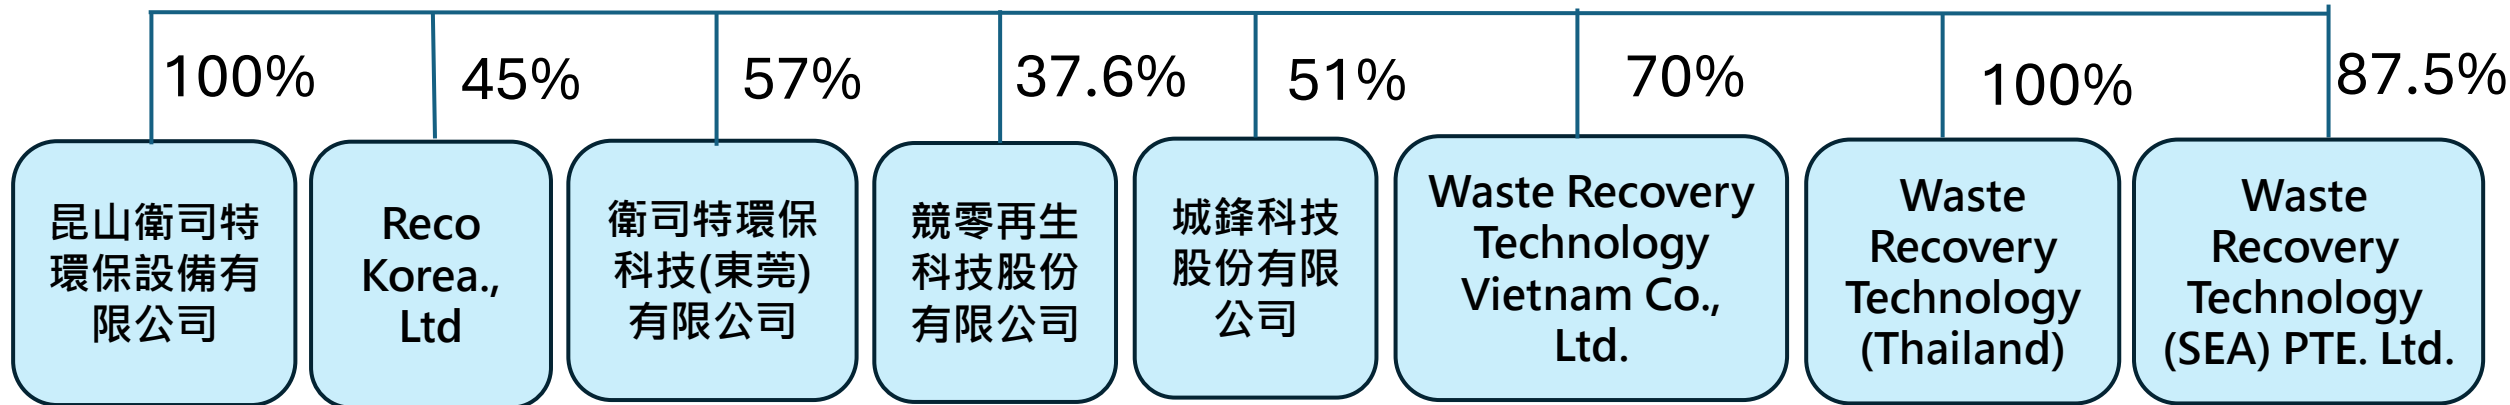 100%
45%
57%
37.6%
51%
70%
100%
87.5%
昆山衛司特
環保設備有
限公司
Reco
Korea.,
Ltd
衛司特環保
科技(東莞)
有限公司
競零再生
科技股份
有限公司
城鋒科技
股份有限
公司
Waste Recovery
Technology
Vietnam Co.,
Ltd.
Waste
Recovery
Technology
(Thailand)
Waste
Recovery
Technology
(SEA) PTE. Ltd.